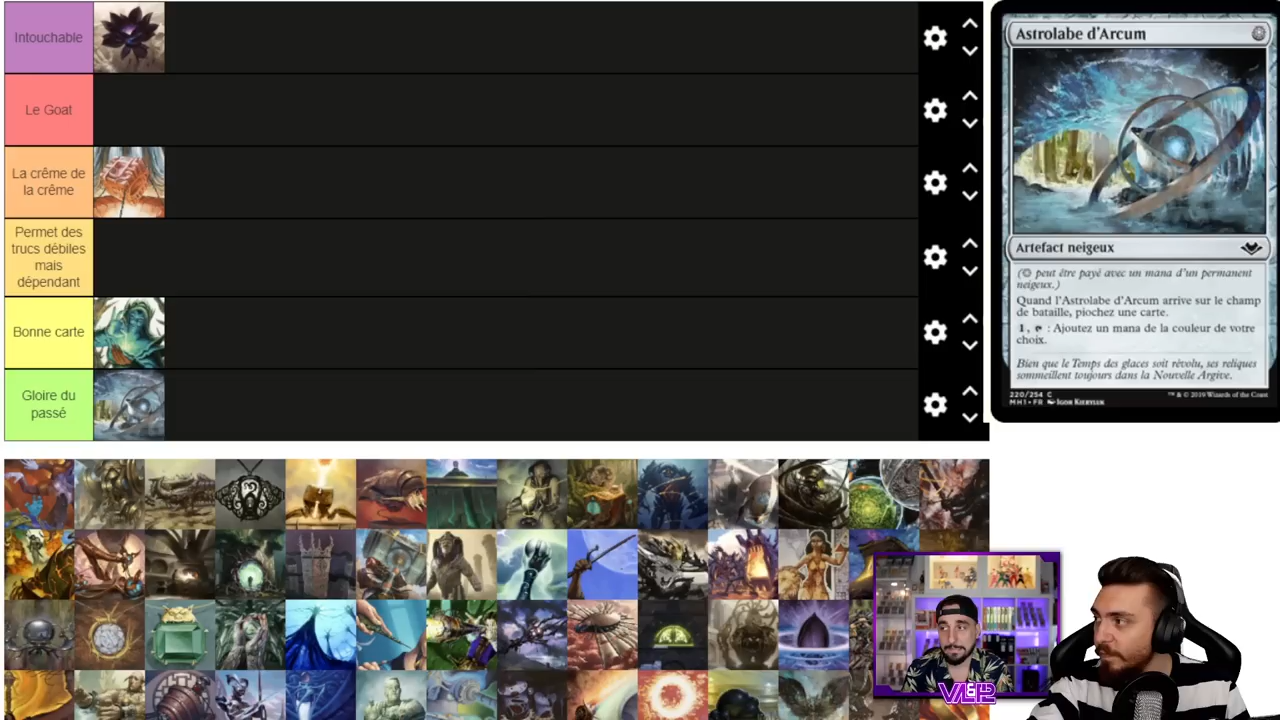 Intouchable
Le Goat
La crême de
la crême
Permet des
trucs débiles
mais
dépendant
Bonne carte
Gloire du
passé
Astrolabe d'Arcum
Artefact neigeux
( peut être payé avec un mana d'un permanent
neigeux.)
Quand l'Astrolabe d'Arcum arrive sur le champ
de bataille, piochez une carte.
1, : Ajoutez un mana de la couleur de votre
choix.
Bien que le Temps des glaces soit révolu, ses reliques
sommeillent toujours dans la Nouvelle Argive.
220/254 C
MH1 • FR Igor Kieryluk
™ & © 2019 Wizards of the Coast